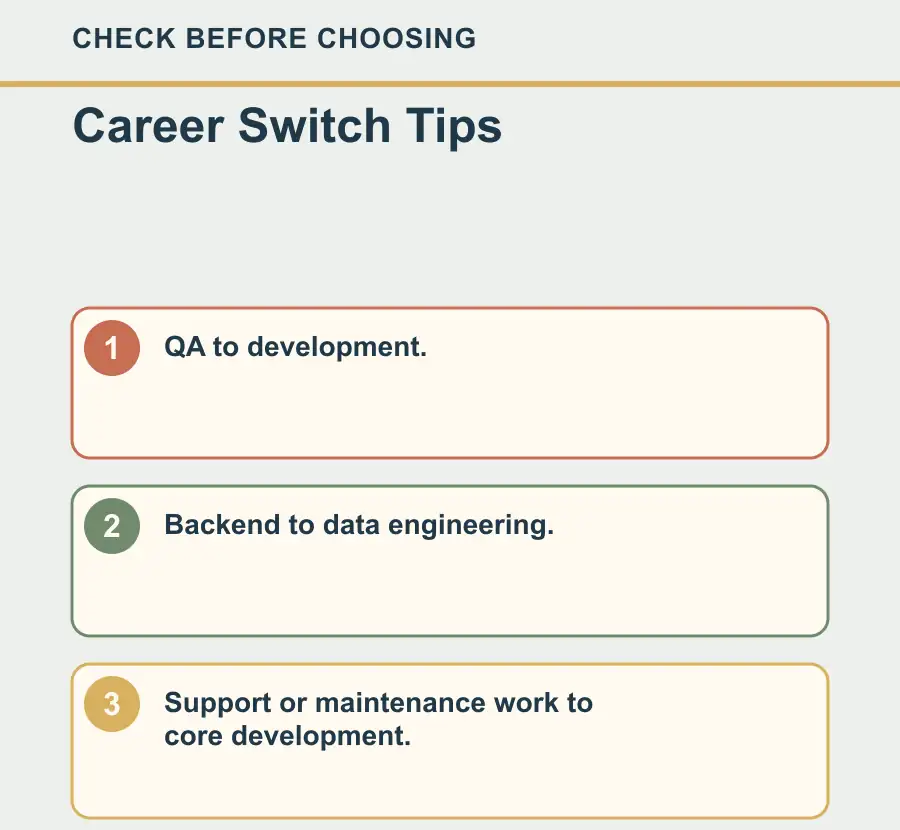 CHECK BEFORE CHOOSING
Career Switch Tips
1
QA to development.
2
Backend to data engineering.
3
Support or maintenance work to
core development.